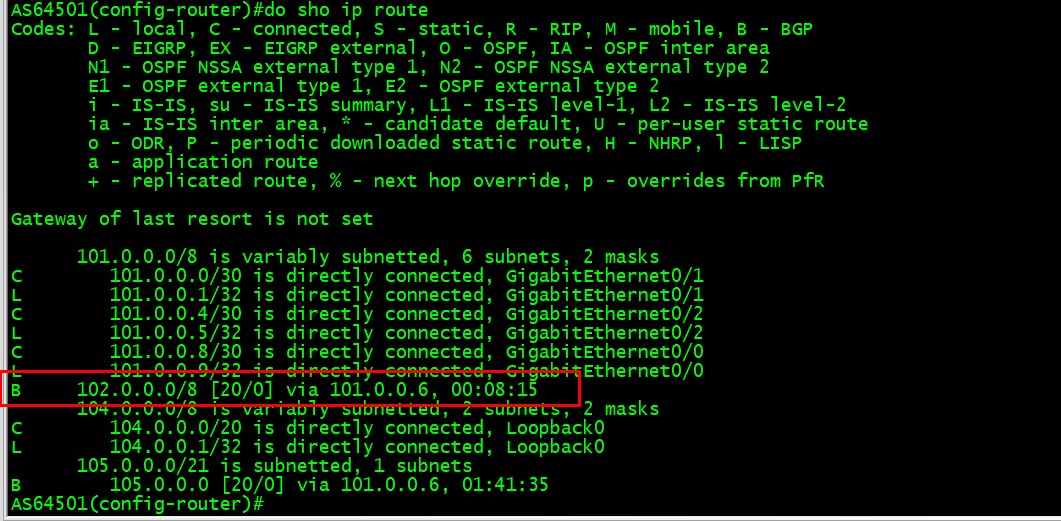 AS64501(config-router)#do sho ip route
Codes: L - local, C - connected, S - static, R - RIP, M - mobile, B - BGP
       D - EIGRP, EX - EIGRP external, O - OSPF, IA - OSPF inter area
       N1 - OSPF NSSA external type 1, N2 - OSPF NSSA external type 2
       E1 - OSPF external type 1, E2 - OSPF external type 2
       i - IS-IS, su - IS-IS summary, L1 - IS-IS level-1, L2 - IS-IS level-2
       ia - IS-IS inter area, * - candidate default, U - per-user static route
       o - ODR, P - periodic downloaded static route, H - NHRP, l - LISP
       a - application route
       + - replicated route, % - next hop override, p - overrides from PfR
Gateway of last resort is not set
      101.0.0.0/8 is variably subnetted, 6 subnets, 2 masks
C        101.0.0.0/30 is directly connected, GigabitEthernet0/1
L        101.0.0.1/32 is directly connected, GigabitEthernet0/1
C        101.0.0.4/30 is directly connected, GigabitEthernet0/2
L        101.0.0.5/32 is directly connected, GigabitEthernet0/2
C        101.0.0.8/30 is directly connected, GigabitEthernet0/0
L        101.0.0.9/32 is directly connected, GigabitEthernet0/0
B     102.0.0.0/8 [20/0] via 101.0.0.6, 00:08:15
      104.0.0.0/8 is variably subnetted, 2 subnets, 2 masks
C        104.0.0.0/20 is directly connected, Loopback0
L        104.0.0.1/32 is directly connected, Loopback0
      105.0.0.0/21 is subnetted, 1 subnets
B        105.0.0.0 [20/0] via 101.0.0.6, 01:41:35
AS64501(config-router)#